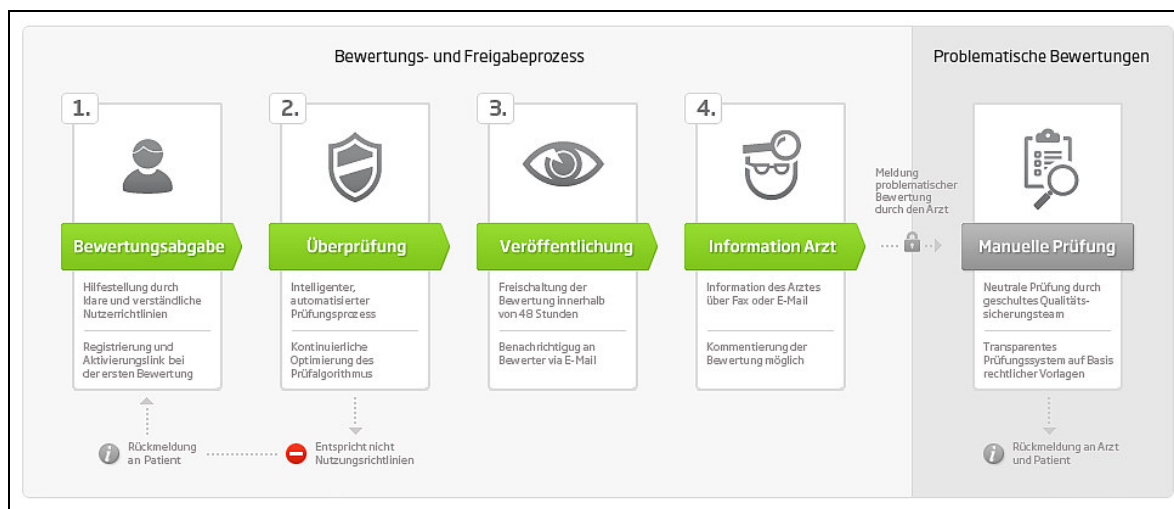 Bewertungs- und Freigabeprozess
Problematische Bewertungen
1.
Bewertungsabgabe
Hilfestellung durch
klare und verständliche
Nutzerrichtlinien
Registrierung und
Aktivierungslink bei
der ersten Bewertung
2.
Überprüfung
Intelligenter,
automatisierter
Prüfungsprozess
Kontinuierliche
Optimierung des
Prüfalgorithmus
3.
Veröffentlichung
Freischaltung der
Bewertung innerhalb
von 48 Stunden
Benachrichtigug an
Bewerter via E-Mail
4.
Information Arzt
Information des Arztes
über Fax oder E-Mail
Kommentierung der
Bewertung möglich
Meldung
problematischer
Bewertung
durch den Arzt
Manuelle Prüfung
Neutrale Prüfung durch
geschultes Qualitäts-
sicherungsteam
Transparentes
Prüfungssystem auf Basis
rechtlicher Vorlagen
Rückmeldung
an Patient
Entspricht nicht
Nutzungsrichtlinien
Rückmeldung an Arzt
und Patient